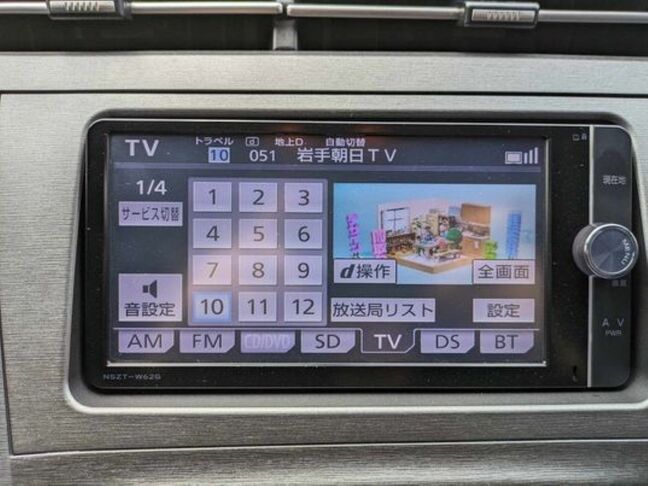 TV トラベル d 地上D. 自動切替
10 051 岩手朝日TV
1/4
サービス切替
音設定
1 2 3
4 5 6
7 8 9
10 11 12
d操作 全画面
放送局リスト 設定
AM FM CD/DVD SD TV DS BT
NSZT-W62G
現在地
MENU
画質
A V
PWR